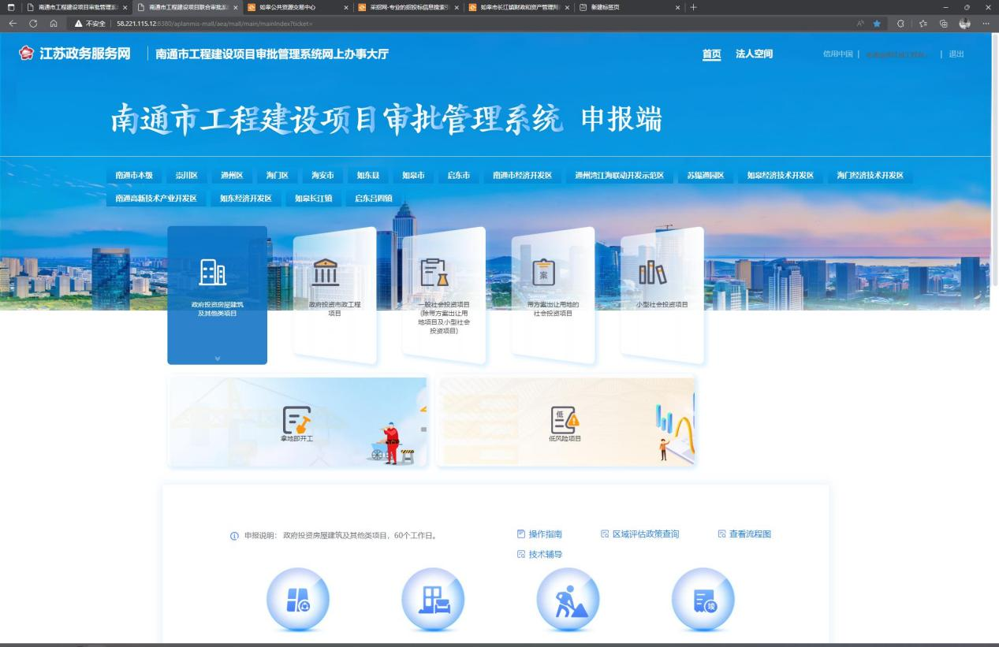 南通市工程建设项目审批管理系
南通市工程建设项目联合审批系
如皋公共资源交易中心
采招网-专业的招投标信息搜索引
如皋市长江镇财政和资产管理局
新建标签页
不安全 58.221.115.12:8380/aplanmis-mall/aea/mall/main/mainIndex?ticket=
江苏政务服务网 南通市工程建设项目审批管理系统网上办事大厅
首页 法人空间 信用中国 退出
南通市工程建设项目审批管理系统 申报端
南通市本级 崇川区 通州区 海门区 海安市 如东县 如皋市 启东市 南通市经济开发区 通州湾江海联动开发示范区 苏锡通园区 如皋经济技术开发区 海门经济技术开发区
南通高新技术产业开发区 如东经济开发区 如皋长江镇 启东吕四镇
政府投资房屋建筑
及其他类项目
政府投资市政工程
项目
一般社会投资项目
(除带方案出让用
地项目及小型社会
投资项目)
案
带方案出让用地的
社会投资项目
小型社会投资项目
拿地即开工
低
低风险项目
申报说明: 政府投资房屋建筑及其他类项目，60个工作日。
操作指南 区域评估政策查询 查看流程图
技术辅导
竣